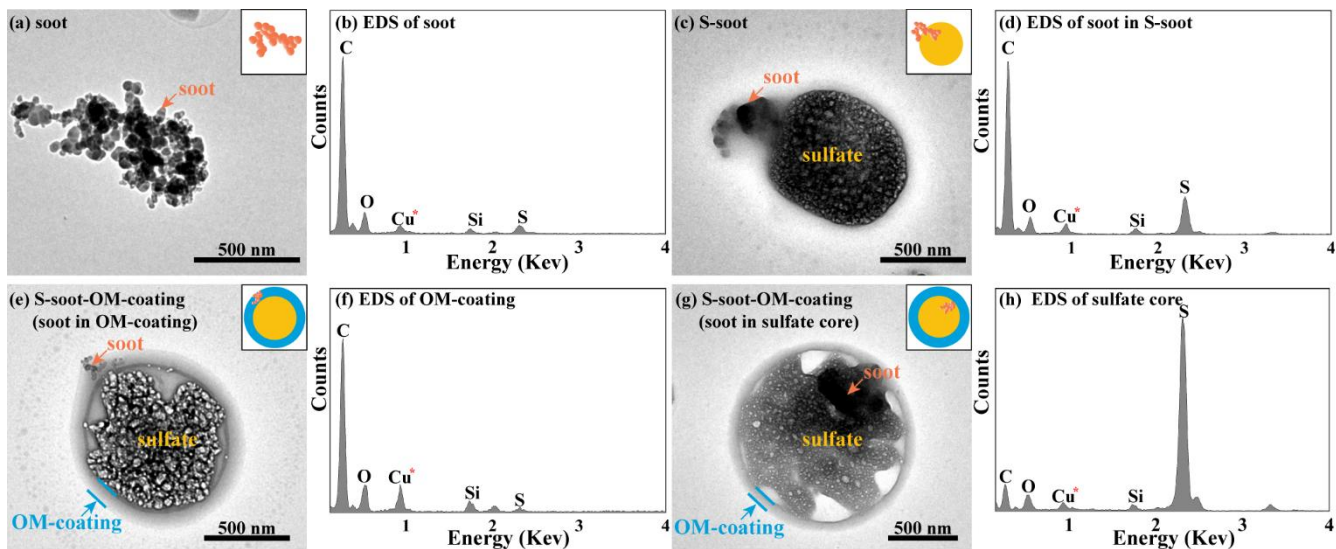 (a) soot
soot
500 nm
(b) EDS of soot
C
O
Cu*
Si
S
Counts
1
2
3
4
Energy (Kev)
(c) S-soot
soot
sulfate
500 nm
(d) EDS of soot in S-soot
C
O
Cu*
Si
S
Counts
1
2
3
4
Energy (Kev)
(e) S-soot-OM-coating
(soot in OM-coating)
soot
sulfate
OM-coating
500 nm
(f) EDS of OM-coating
C
O
Cu*
Si
S
Counts
1
2
3
4
Energy (Kev)
(g) S-soot-OM-coating
(soot in sulfate core)
soot
sulfate
OM-coating
500 nm
(h) EDS of sulfate core
S
C
O
Cu*
Si
Counts
1
2
3
4
Energy (Kev)